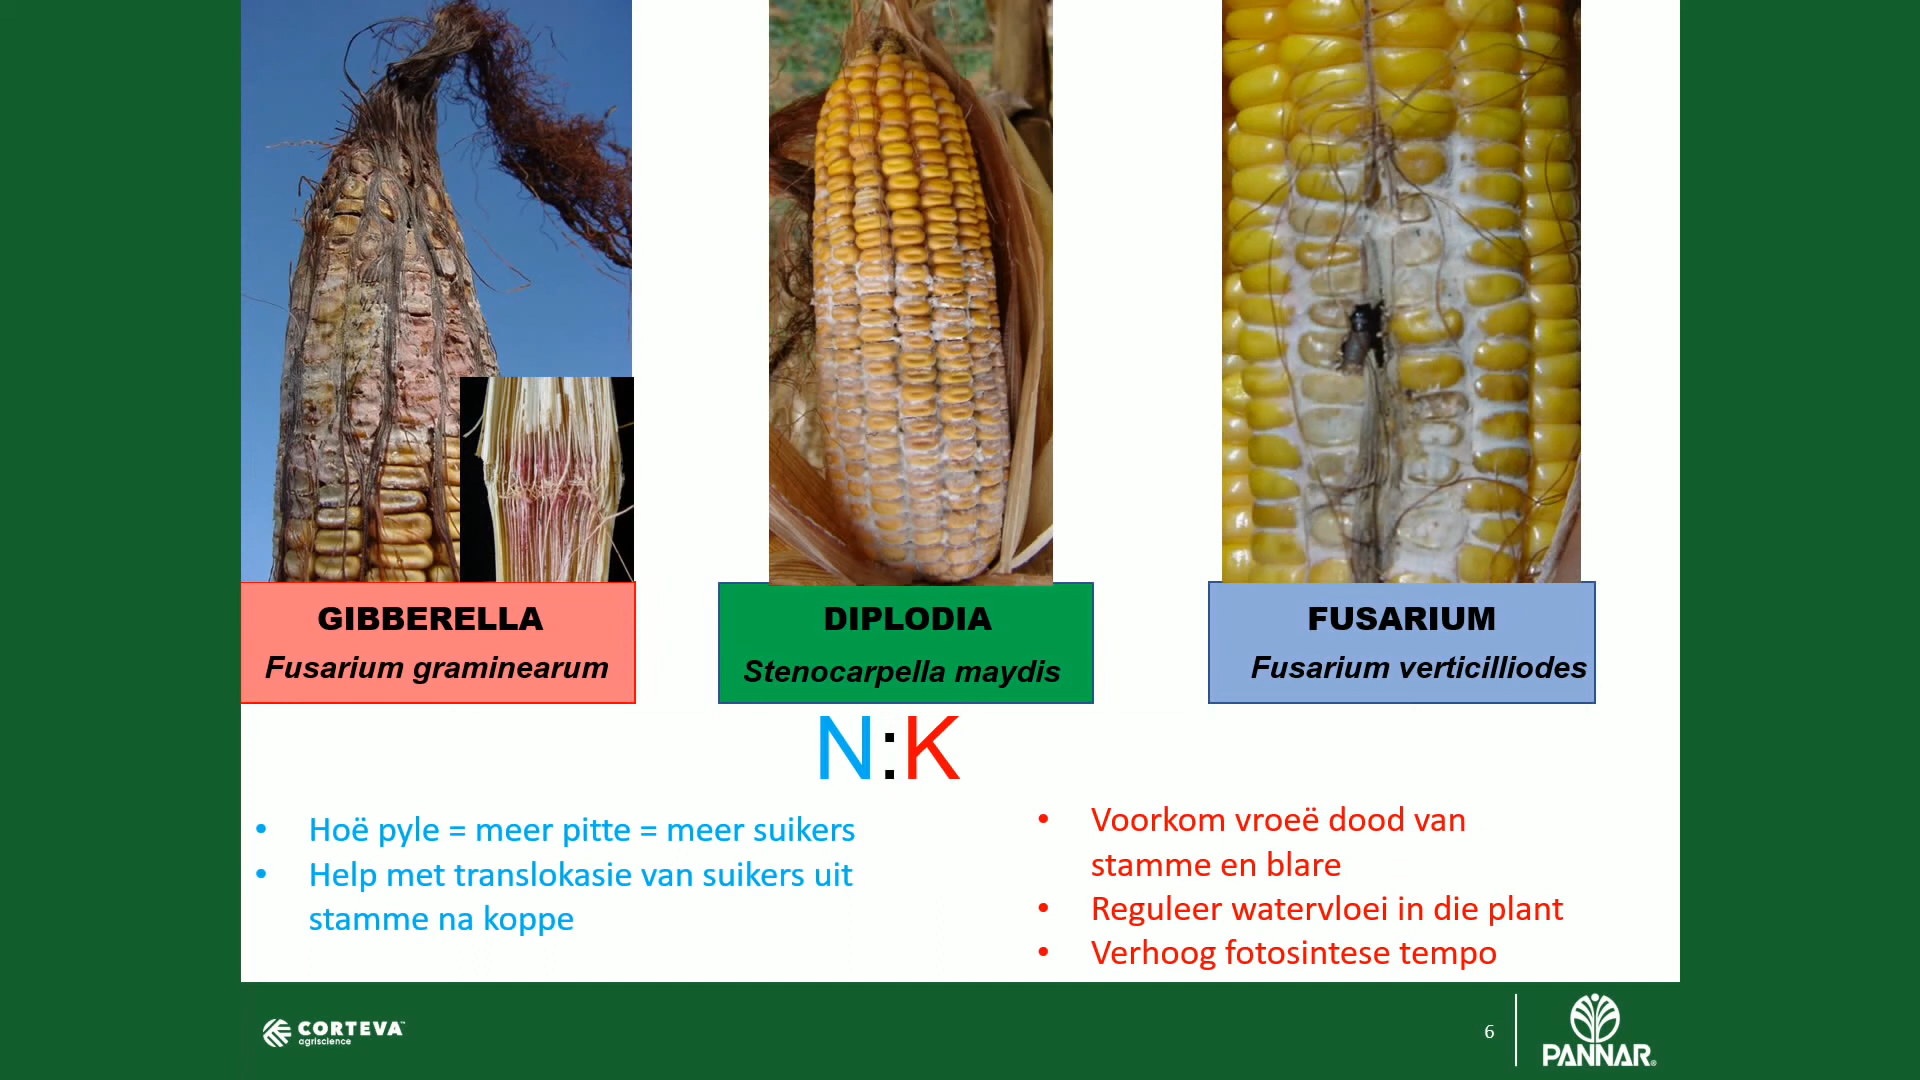 GIBBERELLA
Fusarium graminearum
DIPLODIA
Stenocarpella maydis
FUSARIUM
Fusarium verticilliodes
N:K
• Hoë pyle = meer pitte = meer suikers
• Help met translokasie van suikers uit
stamme na koppe
• Voorkom vroeë dood van
stamme en blare
• Reguleer watervloei in die plant
• Verhoog fotosintese tempo
CORTEVA™
agriscience
6
PANNAR®